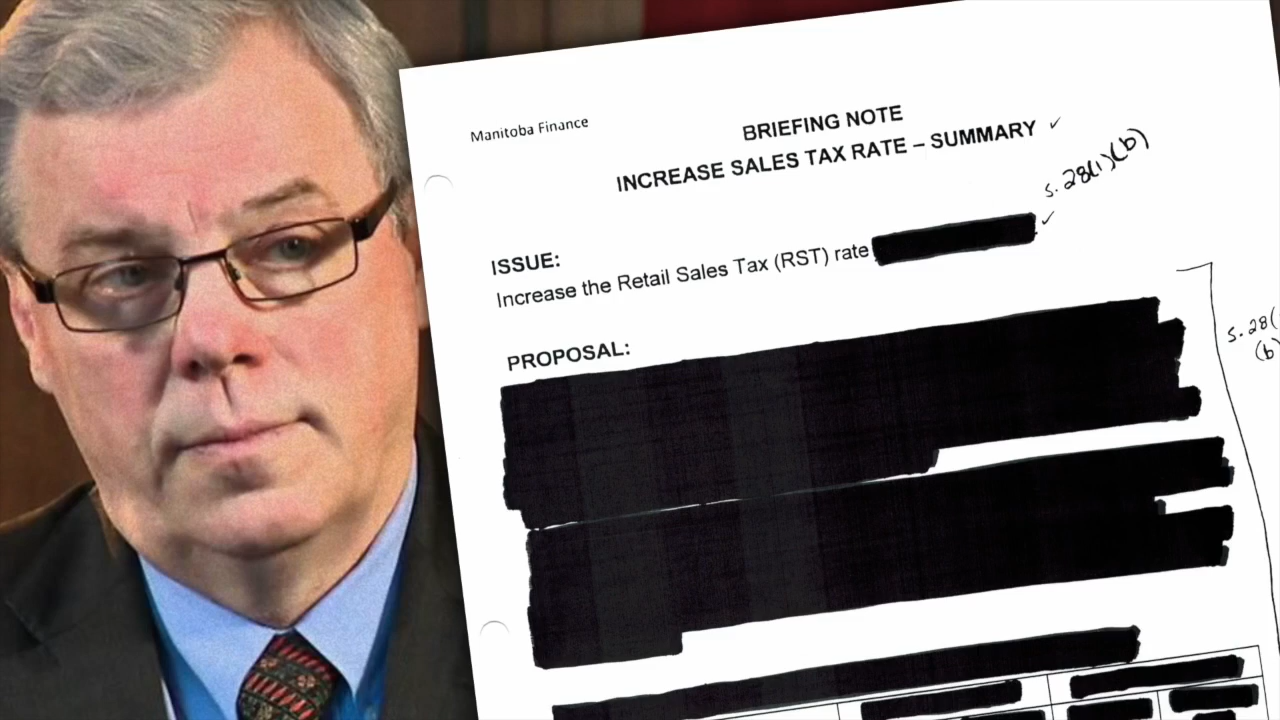 Manitoba Finance
BRIEFING NOTE
INCREASE SALES TAX RATE – SUMMARY ✓
s. 28(1)(b)
ISSUE:
Increase the Retail Sales Tax (RST) rate
✓
PROPOSAL:
s. 28(
(b)